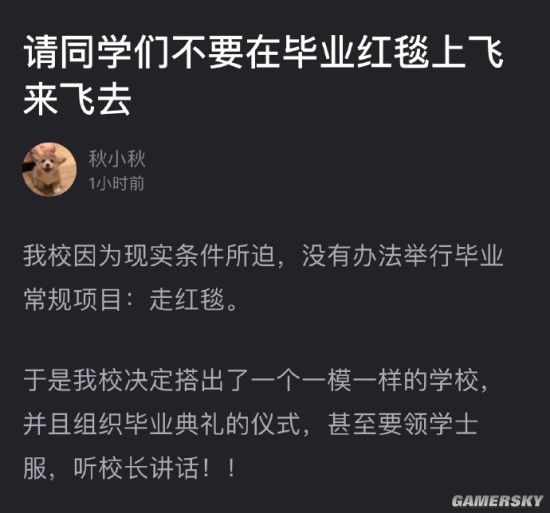 请同学们不要在毕业红毯上飞
来飞去
秋小秋
1小时前
我校因为现实条件所迫，没有办法举行毕业
常规项目：走红毯。
于是我校决定搭出了一个一模一样的学校，
并且组织毕业典礼的仪式，甚至要领学士
服，听校长讲话！！
GAMERSKY